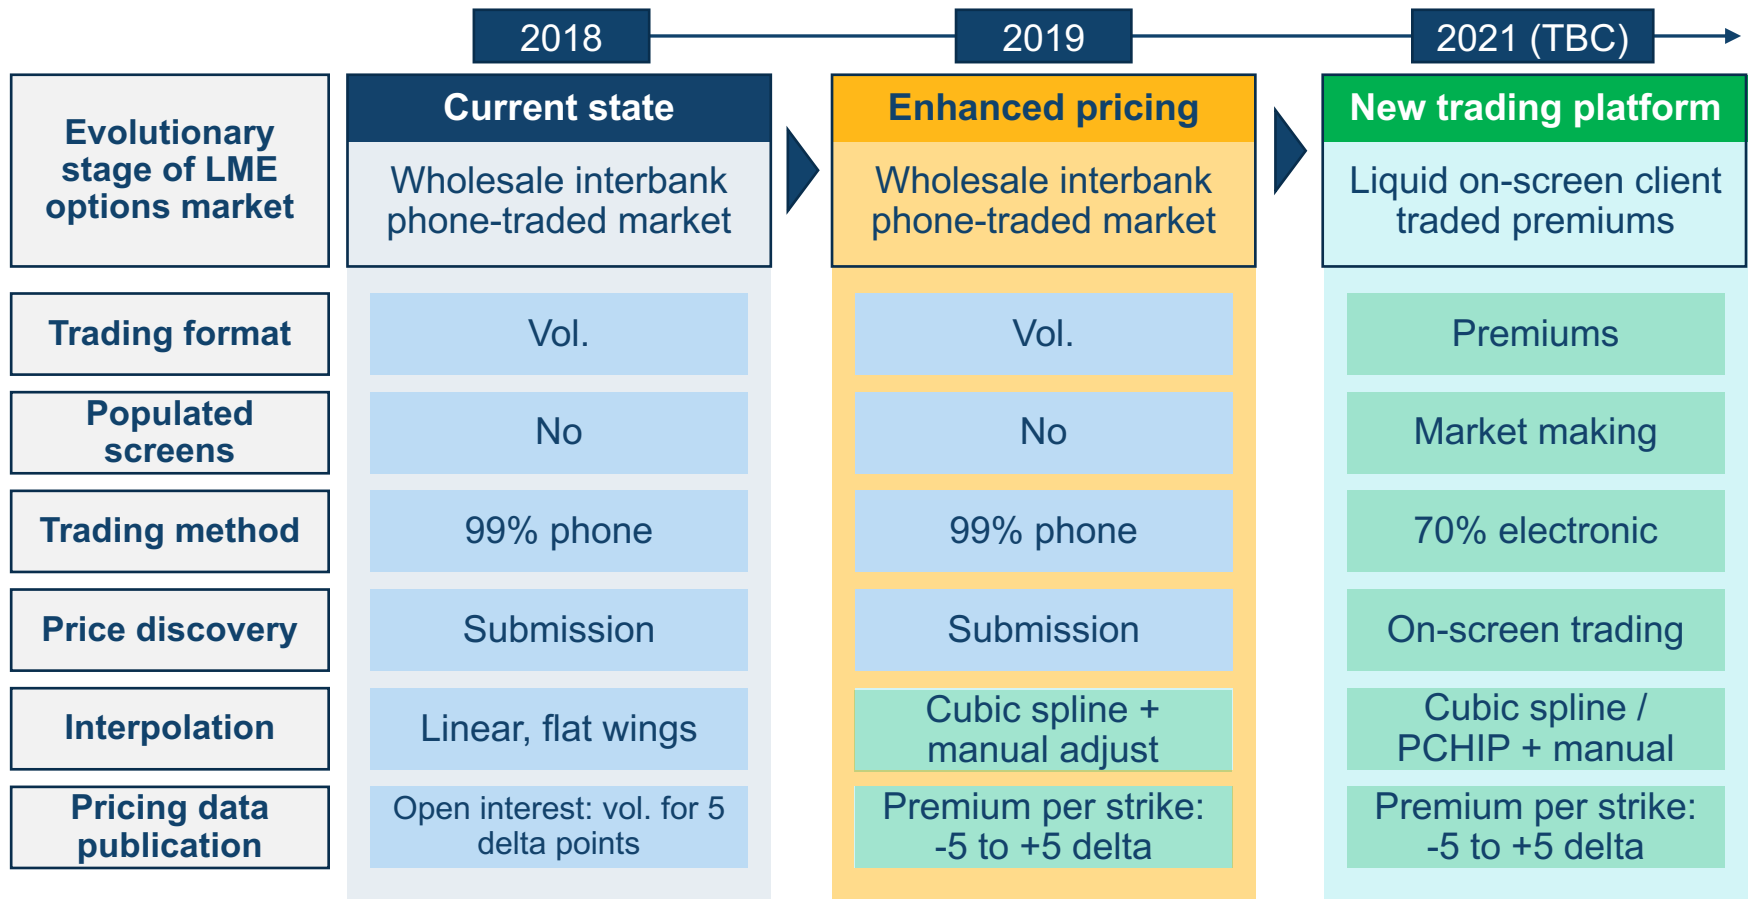 2018
2019
2021 (TBC)
Evolutionary
stage of LME
options market
Current state
Wholesale interbank
phone-traded market
Enhanced pricing
Wholesale interbank
phone-traded market
New trading platform
Liquid on-screen client
traded premiums
Trading format
Vol.
Vol.
Premiums
Populated
screens
No
No
Market making
Trading method
99% phone
99% phone
70% electronic
Price discovery
Submission
Submission
On-screen trading
Interpolation
Linear, flat wings
Cubic spline +
manual adjust
Cubic spline /
PCHIP + manual
Pricing data
publication
Open interest: vol. for 5
delta points
Premium per strike:
-5 to +5 delta
Premium per strike:
-5 to +5 delta